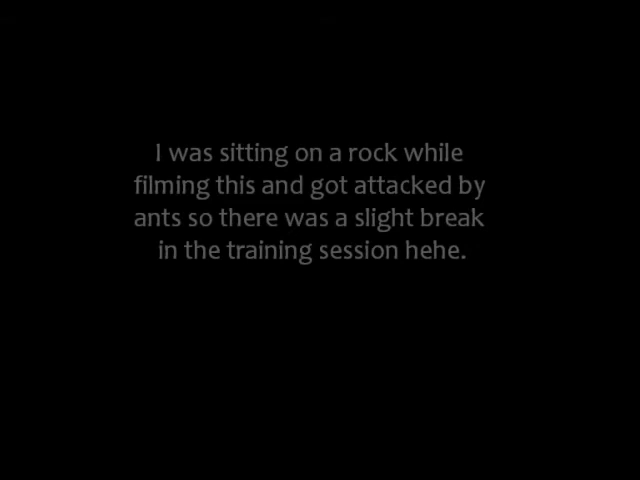 I was sitting on a rock while
filming this and got attacked by
ants so there was a slight break
in the training session hehe.